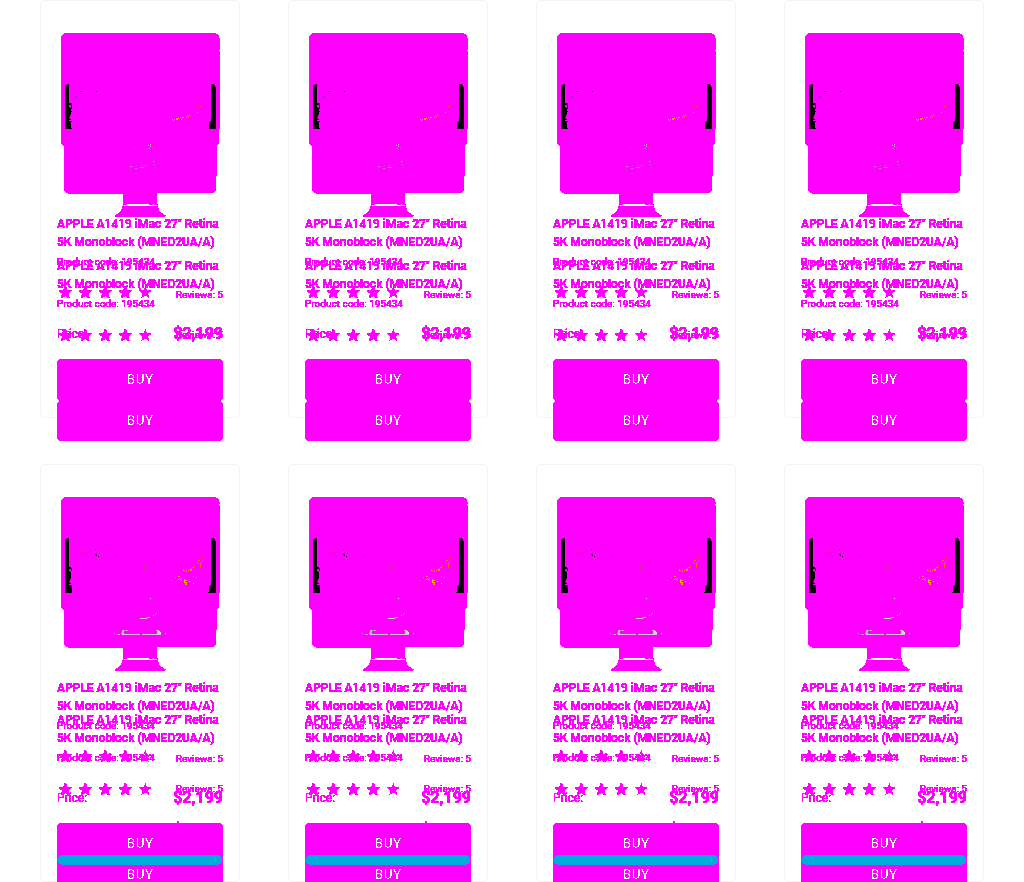 APPLE A1419 iMac 27" Retina
5K Monoblock (MNED2UA/A)
Product code: 195434
APPLE A1419 iMac 27" Retina
5K Monoblock (MNED2UA/A)
Reviews: 5
Product code: 195434
Price: $2,199
BUY
BUY
APPLE A1419 iMac 27" Retina
5K Monoblock (MNED2UA/A)
Product code: 195434
APPLE A1419 iMac 27" Retina
5K Monoblock (MNED2UA/A)
Reviews: 5
Product code: 195434
Price: $2,199
BUY
BUY
APPLE A1419 iMac 27" Retina
5K Monoblock (MNED2UA/A)
Product code: 195434
APPLE A1419 iMac 27" Retina
5K Monoblock (MNED2UA/A)
Reviews: 5
Product code: 195434
Price: $2,199
BUY
BUY
APPLE A1419 iMac 27" Retina
5K Monoblock (MNED2UA/A)
Product code: 195434
APPLE A1419 iMac 27" Retina
5K Monoblock (MNED2UA/A)
Reviews: 5
Product code: 195434
Price: $2,199
BUY
BUY
APPLE A1419 iMac 27" Retina
5K Monoblock (MNED2UA/A)
APPLE A1419 iMac 27" Retina
Product code: 195434
5K Monoblock (MNED2UA/A)
Product code: 195434 Reviews: 5
Reviews: 5
Price: $2,199
BUY
BUY
APPLE A1419 iMac 27" Retina
5K Monoblock (MNED2UA/A)
APPLE A1419 iMac 27" Retina
Product code: 195434
5K Monoblock (MNED2UA/A)
Product code: 195434 Reviews: 5
Reviews: 5
Price: $2,199
BUY
BUY
APPLE A1419 iMac 27" Retina
5K Monoblock (MNED2UA/A)
APPLE A1419 iMac 27" Retina
Product code: 195434
5K Monoblock (MNED2UA/A)
Product code: 195434 Reviews: 5
Reviews: 5
Price: $2,199
BUY
BUY
APPLE A1419 iMac 27" Retina
5K Monoblock (MNED2UA/A)
APPLE A1419 iMac 27" Retina
Product code: 195434
5K Monoblock (MNED2UA/A)
Product code: 195434 Reviews: 5
Reviews: 5
Price: $2,199
BUY
BUY